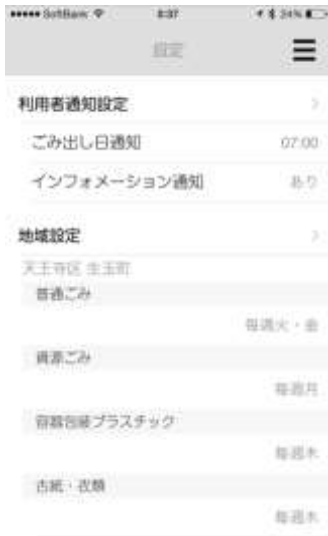 SoftBank 8:07 24%
設定
利用者通知設定
ごみ出し日通知 07:00
インフォメーション通知 あり
地域設定
天王寺区 生玉町
普通ごみ
毎週火・金
資源ごみ
毎週月
容器包装プラスチック
毎週木
古紙・衣類
毎週木